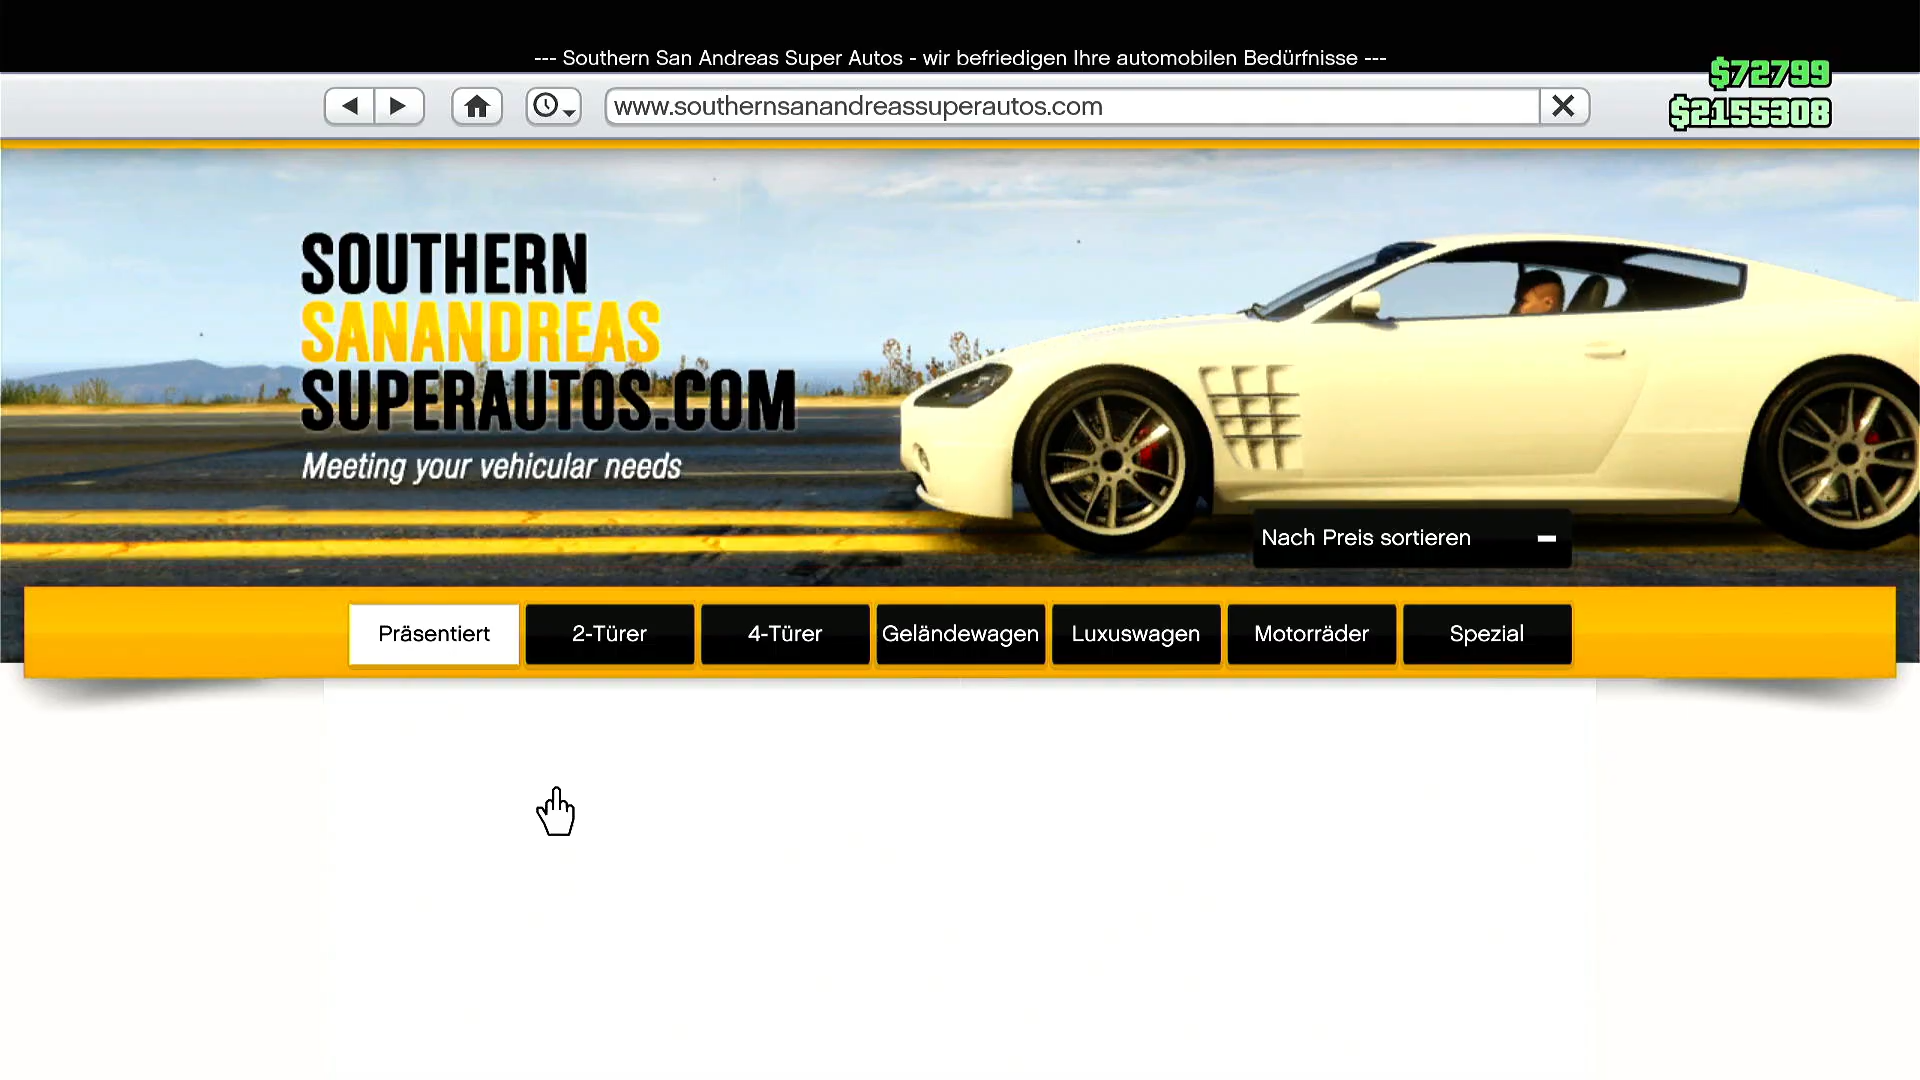 --- Southern San Andreas Super Autos - wir befriedigen Ihre automobilen Bedürfnisse ---
$72799
www.southernsanandreassuperautos.com
$2155308
SOUTHERN
SANANDREAS
SUPERAUTOS.COM
Meeting your vehicular needs
Nach Preis sortieren
Präsentiert 2-Türer 4-Türer Geländewagen Luxuswagen Motorräder Spezial